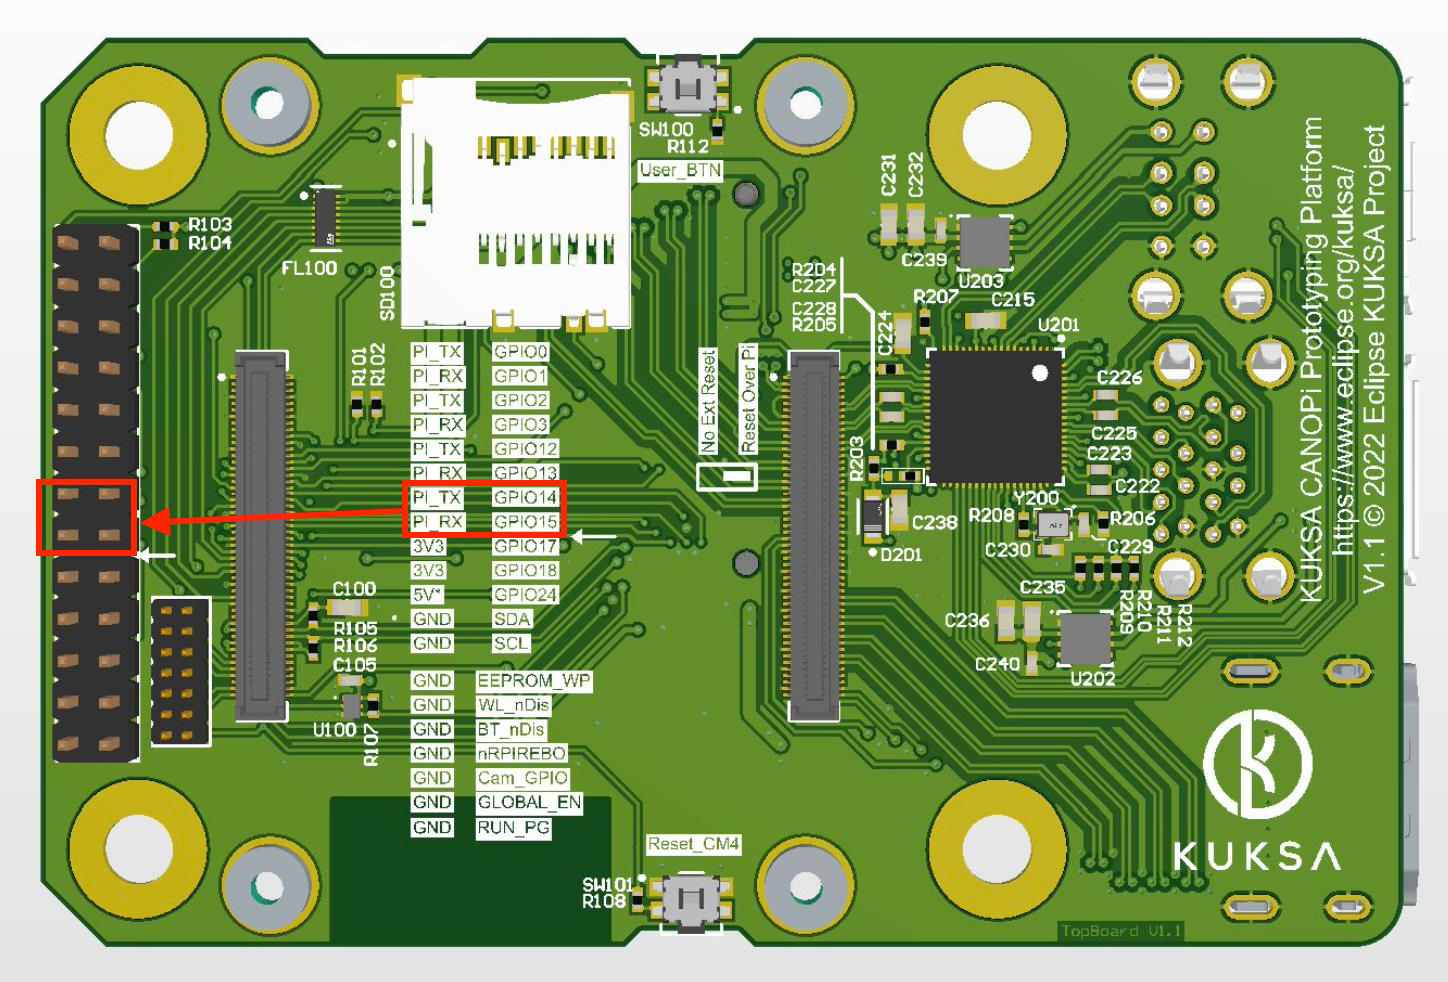 SW100
R112
User_BTN
R103
R104
FL100
SD100
C231
C232
C239
U203
R204
C227
C228
R205
C224
R207
C215
U201
KUKSA CANOPi Prototyping Platform
https://www.eclipse.org/kuksa/
V1.1 © 2022 Eclipse KUKSA Project
R101
R102
PI_TX GPIO0
PI_RX GPIO1
PI_TX GPIO2
PI_RX GPIO3
PI_TX GPIO12
PI_RX GPIO13
PI_TX GPIO14
PI_RX GPIO15
3V3 GPIO17
3V3 GPIO18
5V* GPIO24
GND SDA
GND SCL
GND EEPROM_WP
GND WL_nDis
GND BT_nDis
GND nRPIREBO
GND Cam_GPIO
GND GLOBAL_EN
GND RUN_PG
No Ext Reset
Reset Over Pi
C226
C225
C223
C222
R203
C238
D201
Y200
R208
R206
C230
C229
C235
C236
C240
U202
R209
R210
R211
R212
C100
R105
R106
C105
U100
R107
Reset_CM4
SW101
R108
KUKSA
TopBoard V1.1